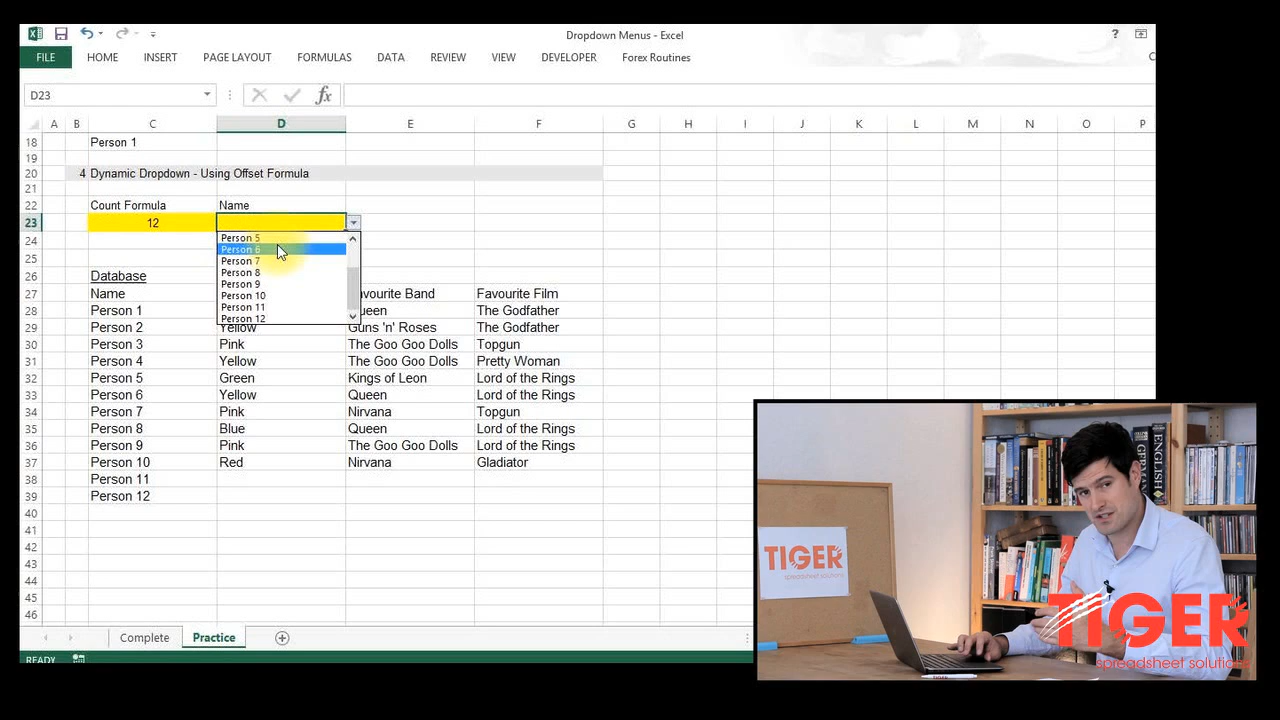 Dropdown Menus - Excel
?
FILE HOME INSERT PAGE LAYOUT FORMULAS DATA REVIEW VIEW DEVELOPER Forex Routines
D23 fx
A B C D E F G H I J K L M N O P
18 Person 1
19
20 4 Dynamic Dropdown - Using Offset Formula
21
22 Count Formula Name
23 12
24 Person 5
Person 6
25 Person 7
Person 8
26 Database Person 9
27 Name Person 10 Favourite Band Favourite Film
28 Person 1 Person 11 Queen The Godfather
Person 12
29 Person 2 Yellow Guns 'n' Roses The Godfather
30 Person 3 Pink The Goo Goo Dolls Topgun
31 Person 4 Yellow The Goo Goo Dolls Pretty Woman
32 Person 5 Green Kings of Leon Lord of the Rings
33 Person 6 Yellow Queen Lord of the Rings
34 Person 7 Pink Nirvana Topgun
35 Person 8 Blue Queen Lord of the Rings
36 Person 9 Pink The Goo Goo Dolls Lord of the Rings
37 Person 10 Red Nirvana Gladiator
38 Person 11
39 Person 12
40
41
42
43
44
45
46
Complete Practice
READY
GERMAN
ENGLISH
TIGER
spreadsheet solutions
TIGER
spreadsheet solutions